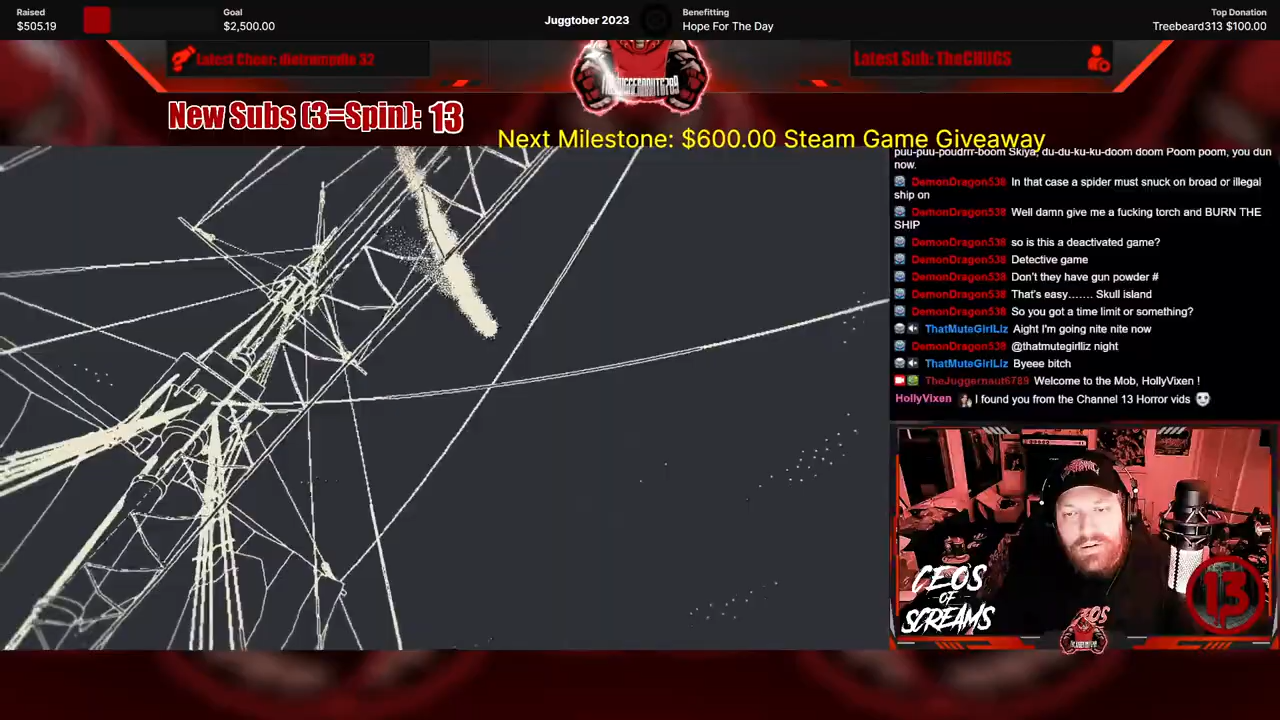 Raised
$505.19
Goal
$2,500.00
Juggtober 2023
Benefitting
Hope For The Day
Top Donation
Treebeard313 $100.00
Latest Cheer: 32
Latest Sub: TheCHUGS
THEJUGGERNAUT6789
New Subs (3=Spin): 13
Next Milestone: $600.00 Steam Game Giveaway
puu-puu-poudrrr-boom Skiya, du-du-ku-ku-doom doom Poom poom, you dun
now.
DemonDragon538 In that case a spider must snuck on broad or illegal
ship on
DemonDragon538 Well damn give me a fucking torch and BURN THE
SHIP
DemonDragon538 so is this a deactivated game?
DemonDragon538 Detective game
DemonDragon538 Don't they have gun powder #
DemonDragon538 That's easy……. Skull island
DemonDragon538 So you got a time limit or something?
ThatMuteGirlLiz Aight I'm going nite nite now
DemonDragon538 @thatmutegirlliz night
ThatMuteGirlLiz Byeee bitch
TheJuggernaut6789 Welcome to the Mob, HollyVixen !
HollyVixen I found you from the Channel 13 Horror vids
CEOS
OF
SCREAMS
13